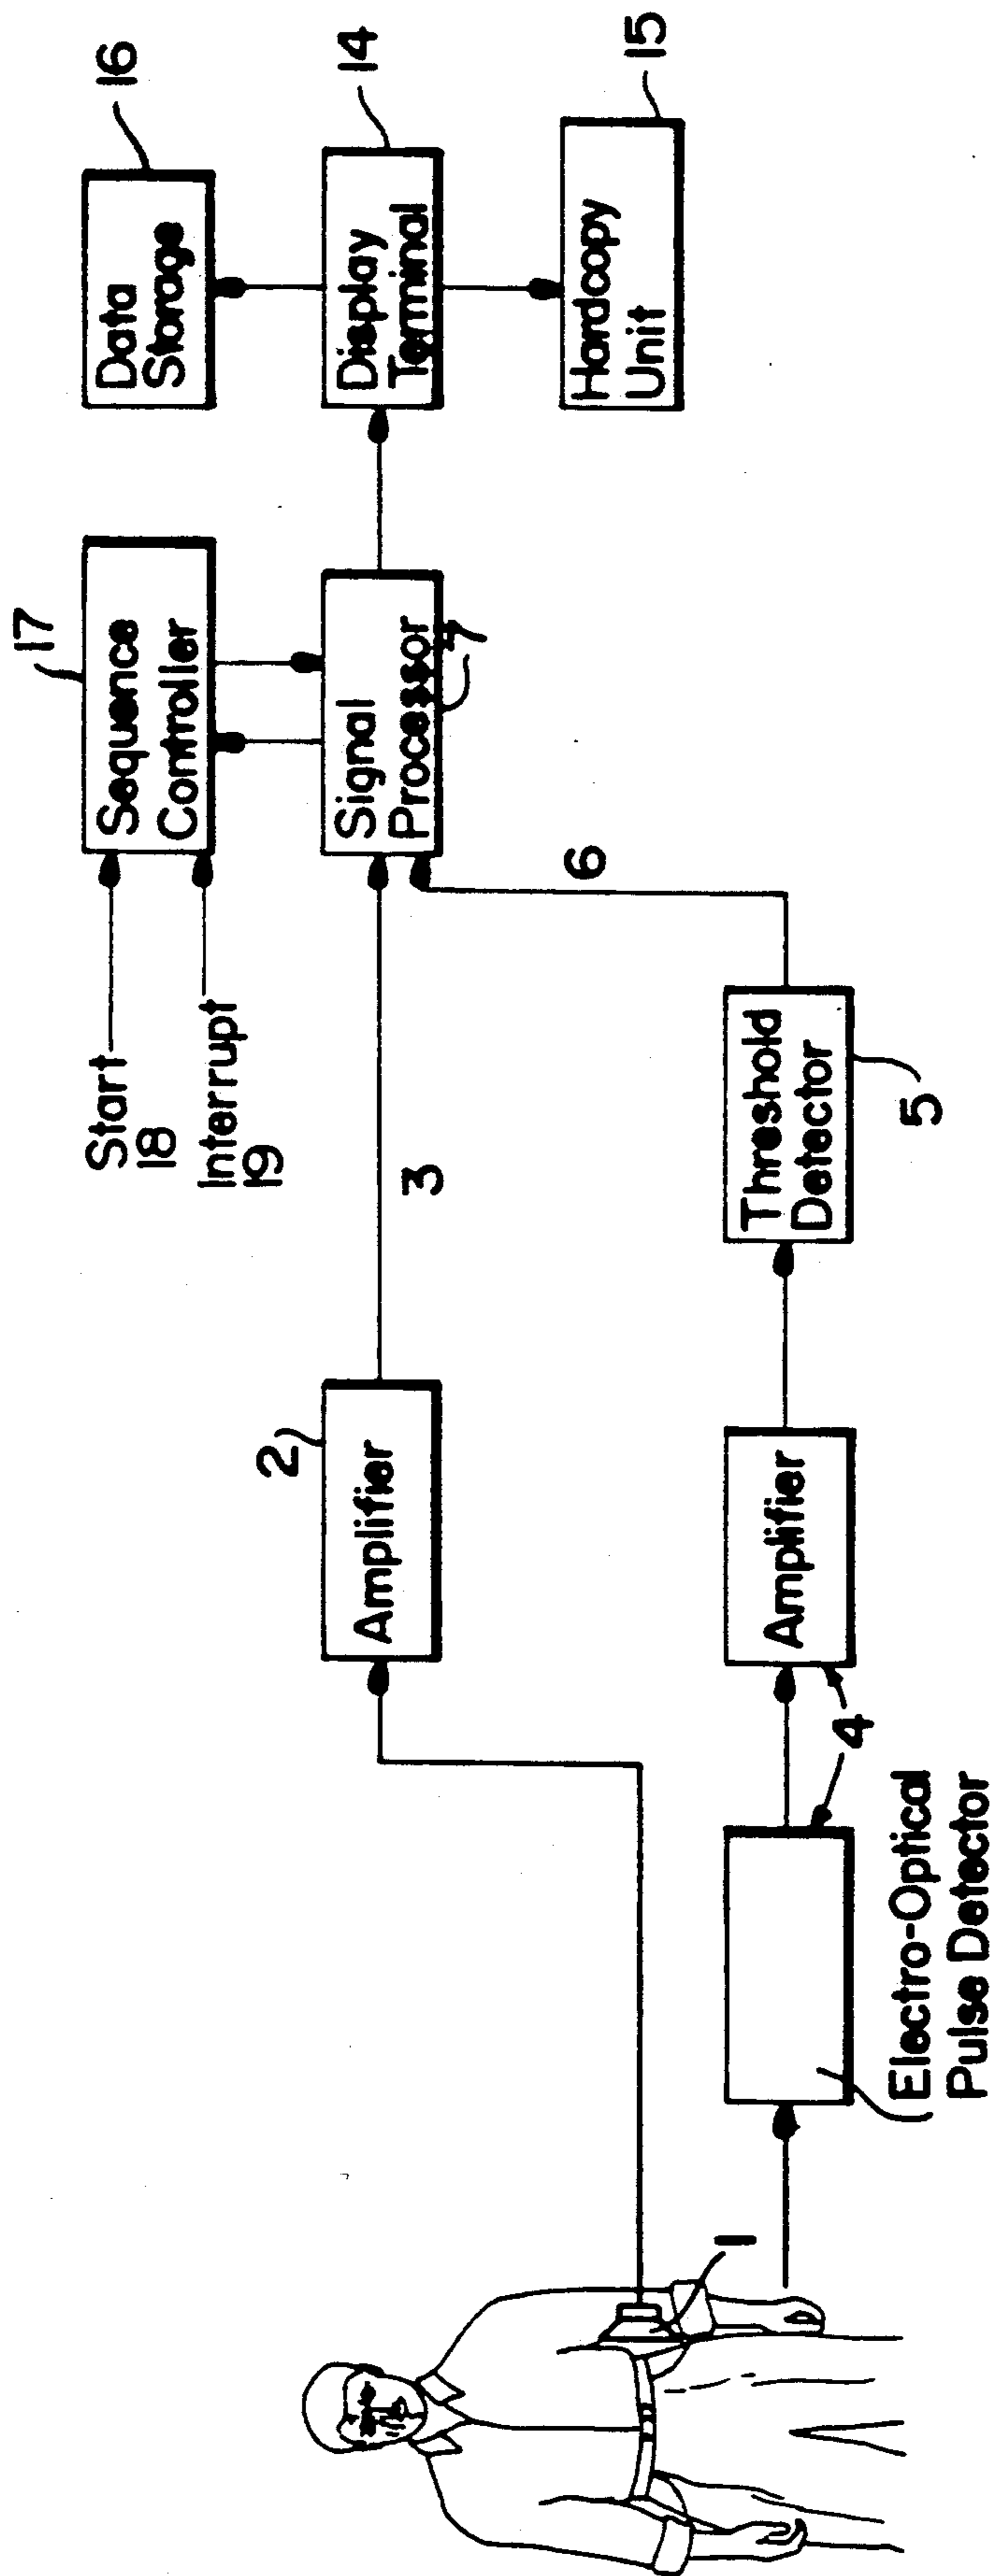 17
16
Start
18
Interrupt
19
Sequence
Controller
Data
Storage
2
Amplifier
3
Signal
Processor
7
Display
Terminal
14
6
Hardcopy
Unit
15
1
Electro-Optical
Pulse Detector
4
Amplifier
Threshold
Detector
5